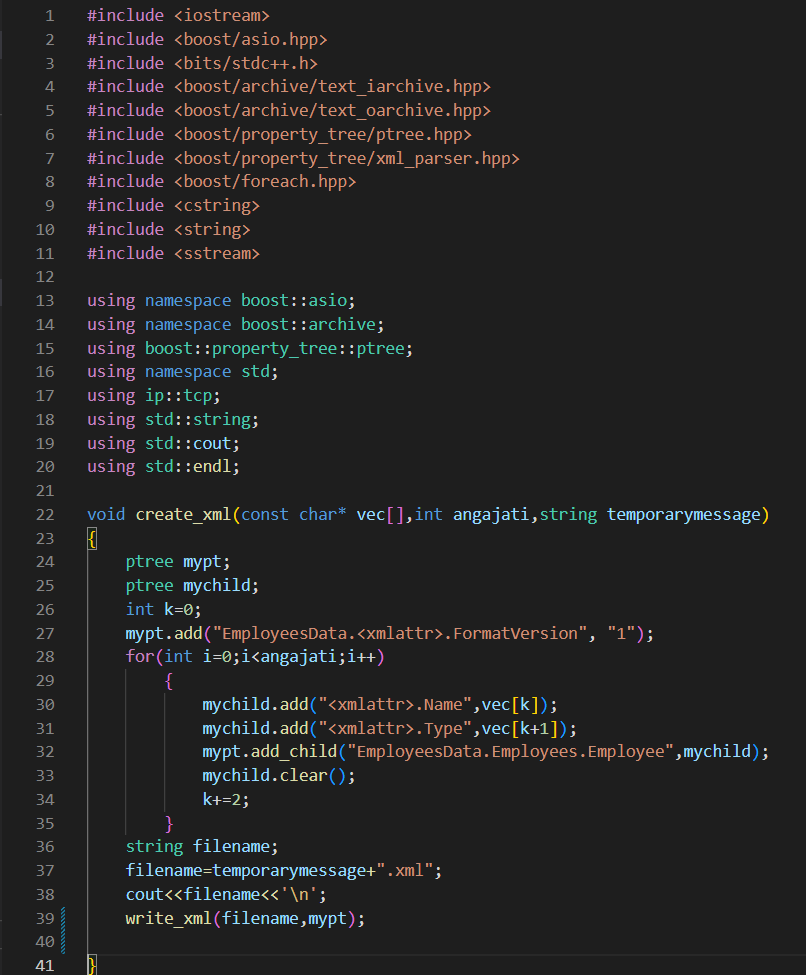 1 #include <iostream>
2 #include <boost/asio.hpp>
3 #include <bits/stdc++.h>
4 #include <boost/archive/text_iarchive.hpp>
5 #include <boost/archive/text_oarchive.hpp>
6 #include <boost/property_tree/ptree.hpp>
7 #include <boost/property_tree/xml_parser.hpp>
8 #include <boost/foreach.hpp>
9 #include <cstring>
10 #include <string>
11 #include <sstream>
12
13 using namespace boost::asio;
14 using namespace boost::archive;
15 using boost::property_tree::ptree;
16 using namespace std;
17 using ip::tcp;
18 using std::string;
19 using std::cout;
20 using std::endl;
21
22 void create_xml(const char* vec[],int angajati,string temporarymessage)
23 {
24     ptree mypt;
25     ptree mychild;
26     int k=0;
27     mypt.add("EmployeesData.<xmlattr>.FormatVersion", "1");
28     for(int i=0;i<angajati;i++)
29         {
30             mychild.add("<xmlattr>.Name",vec[k]);
31             mychild.add("<xmlattr>.Type",vec[k+1]);
32             mypt.add_child("EmployeesData.Employees.Employee",mychild);
33             mychild.clear();
34             k+=2;
35         }
36     string filename;
37     filename=temporarymessage+".xml";
38     cout<<filename<<'\n';
39     write_xml(filename,mypt);
40
41 }